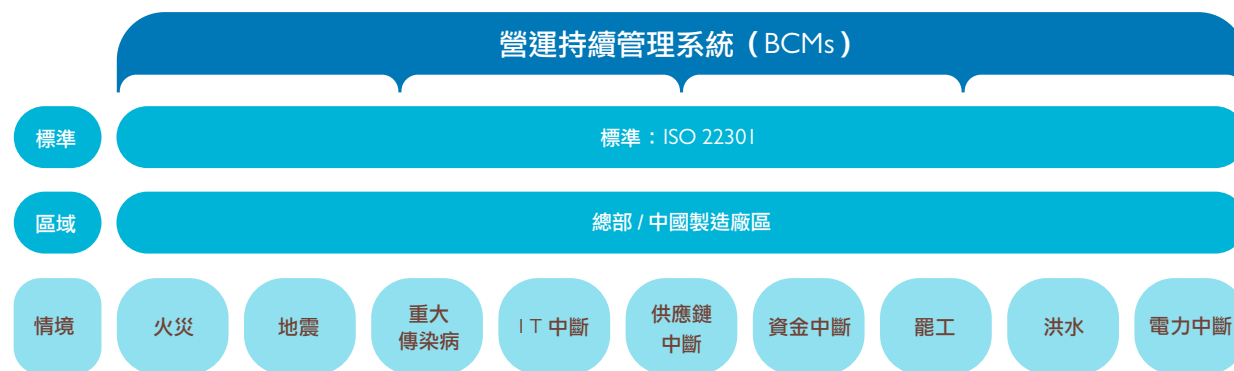 營運持續管理系統（BCMs）
標準
標準：ISO 22301
區域
總部 / 中國製造廠區
情境
火災
地震
重大
傳染病
IT 中斷
供應鏈
中斷
資金中斷
罷工
洪水
電力中斷